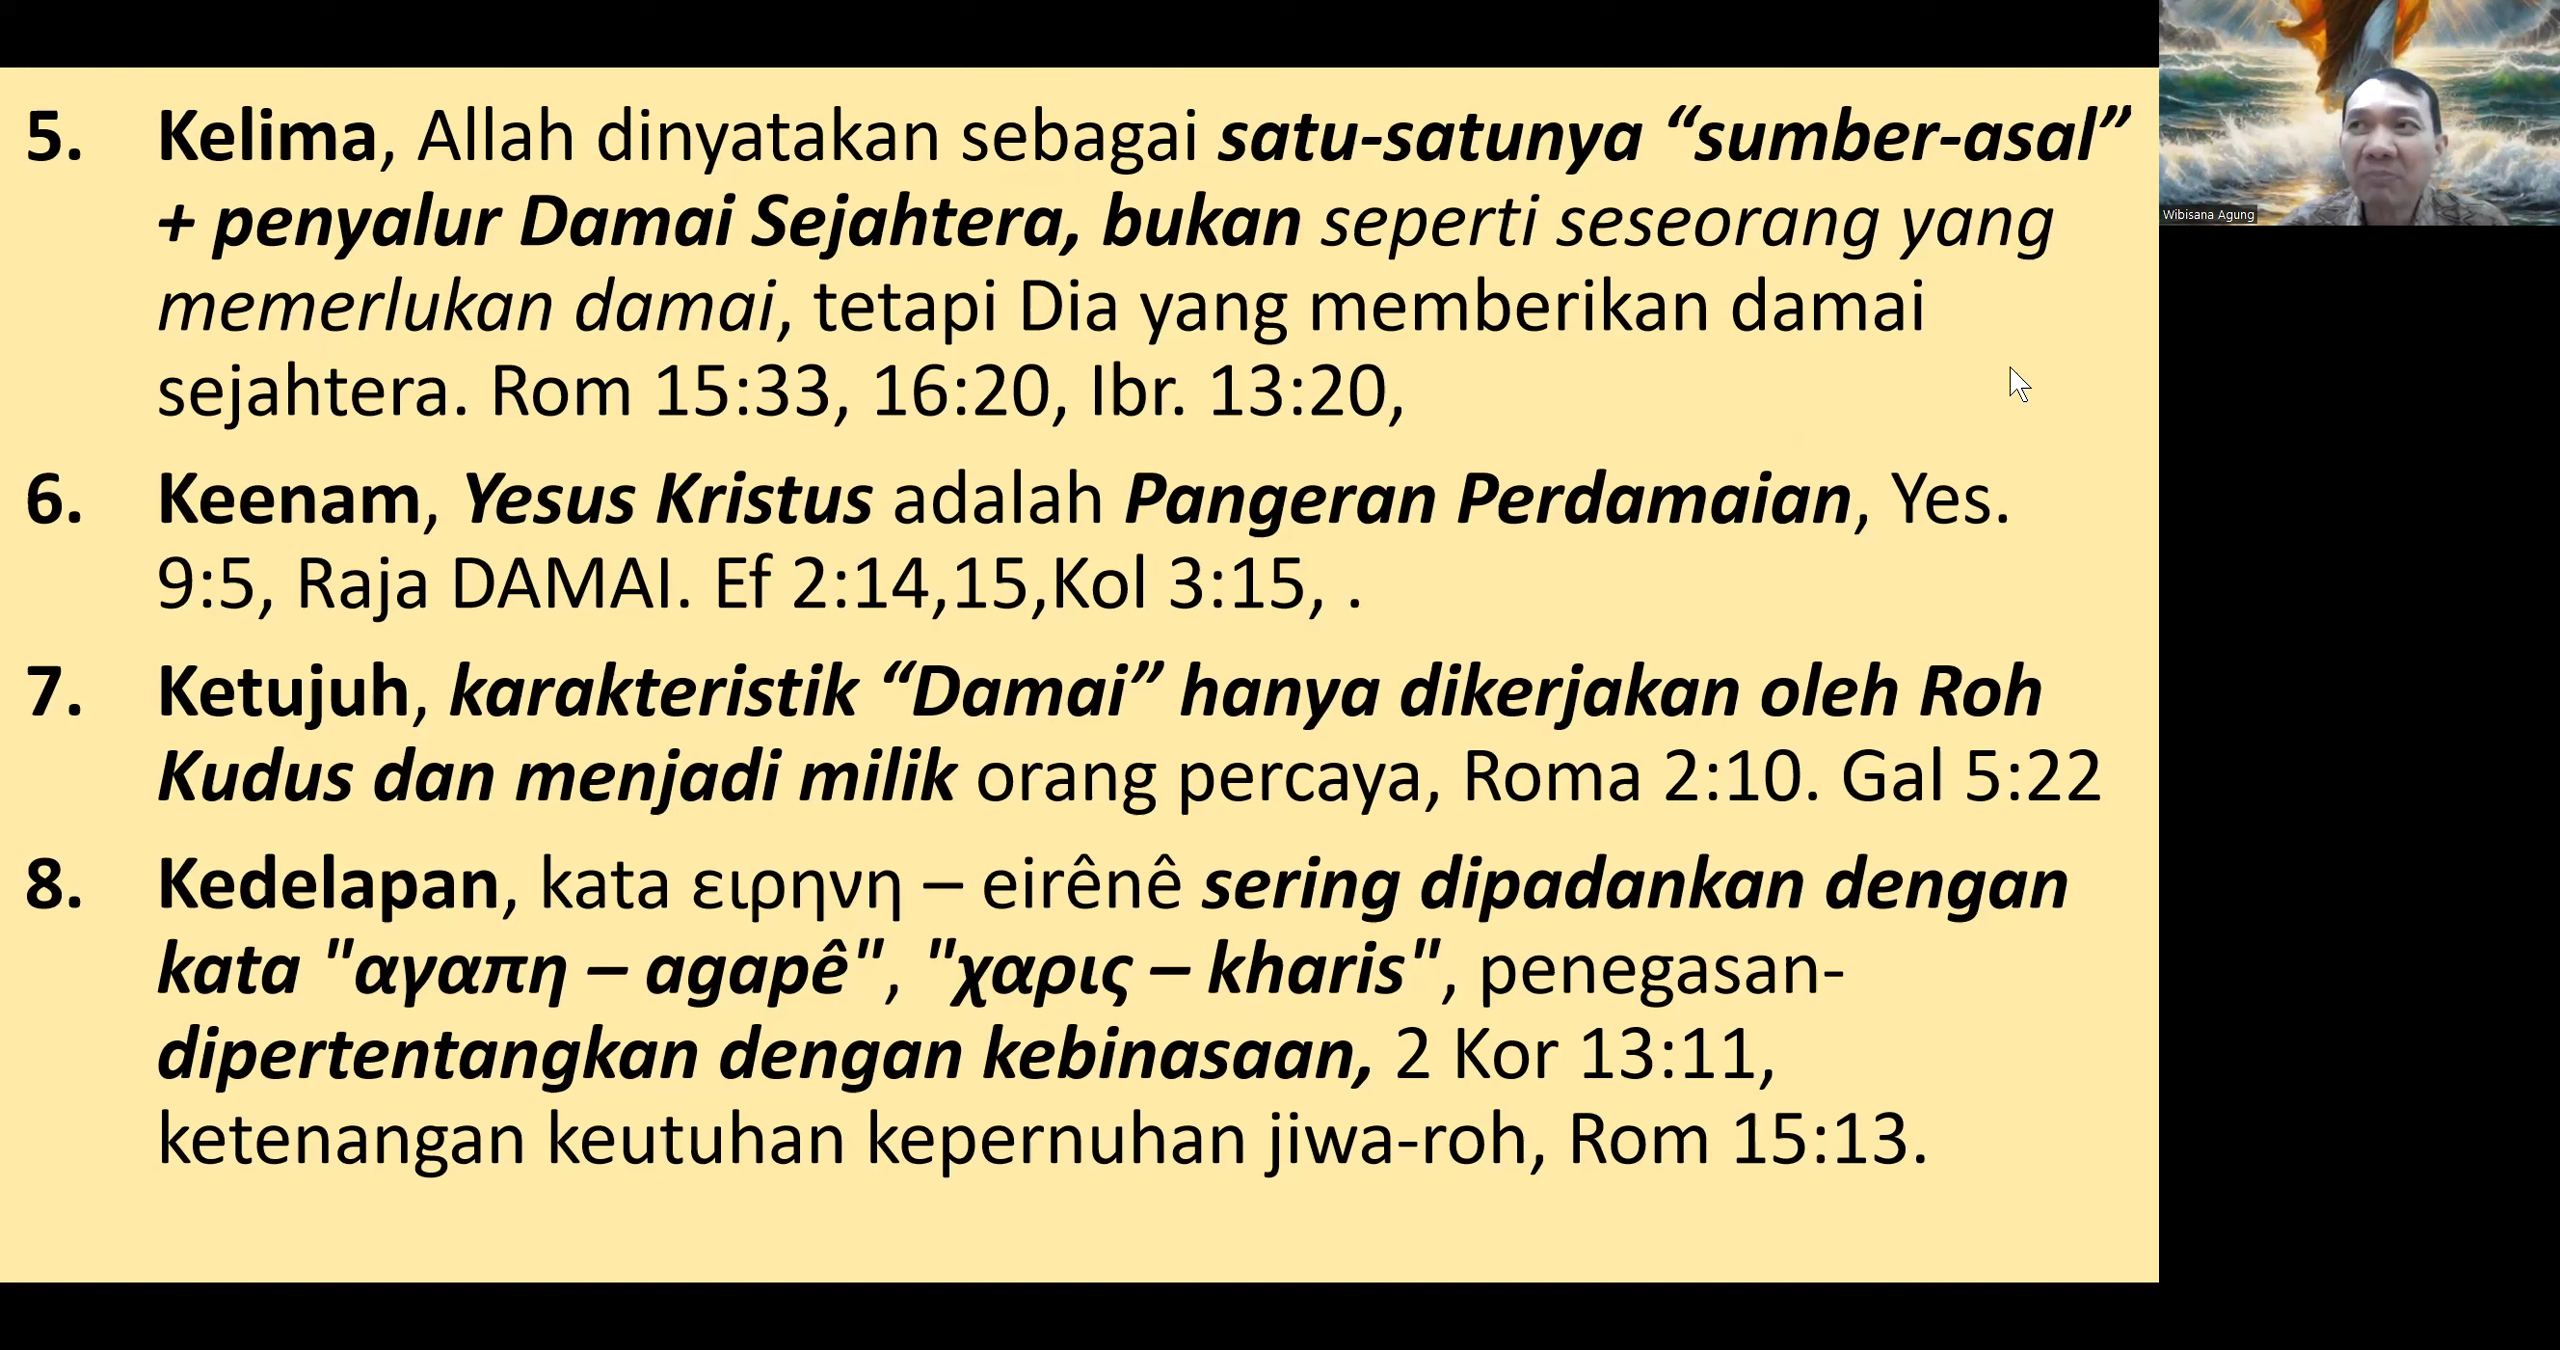 5. Kelima, Allah dinyatakan sebagai satu-satunya “sumber-asal”
+ penyalur Damai Sejahtera, bukan seperti seseorang yang
memerlukan damai, tetapi Dia yang memberikan damai
sejahtera. Rom 15:33, 16:20, Ibr. 13:20,
6. Keenam, Yesus Kristus adalah Pangeran Perdamaian, Yes.
9:5, Raja DAMAI. Ef 2:14,15,Kol 3:15, .
7. Ketujuh, karakteristik “Damai” hanya dikerjakan oleh Roh
Kudus dan menjadi milik orang percaya, Roma 2:10. Gal 5:22
8. Kedelapan, kata ειρηνη – eirênê sering dipadankan dengan
kata "αγαπη – agapê", "χαρις – kharis", penegasan-
dipertentangkan dengan kebinasaan, 2 Kor 13:11,
ketenangan keutuhan kepernuhan jiwa-roh, Rom 15:13.
Wibisana Agung